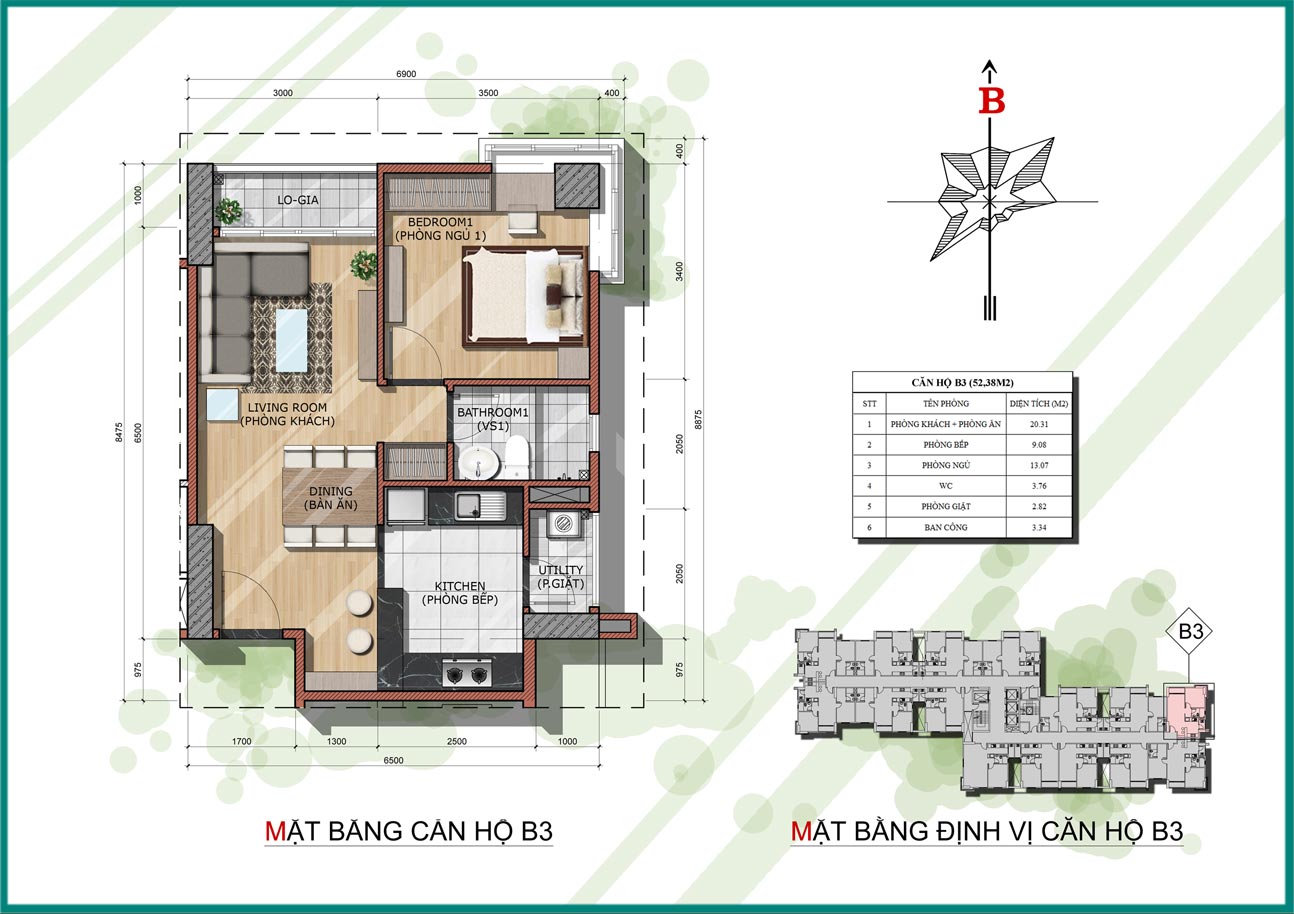 6900
3000
3500
400
400
1000
3400
8475
6500
2050
8875
2050
975
975
LO-GIA
BEDROOM1
(PHÒNG NGỦ 1)
LIVING ROOM
(PHÒNG KHÁCH)
BATHROOM1
(VS1)
DINING
(BÀN ĂN)
KITCHEN
(PHÒNG BẾP)
UTILITY
(P.GIẶT)
1700
1300
2500
1000
6500
MẶT BẰNG CĂN HỘ B3
B
CĂN HỘ B3 (52,38M2)
STT TÊN PHÒNG DIỆN TÍCH (M2)
1 PHÒNG KHÁCH + PHÒNG ĂN 20.31
2 PHÒNG BẾP 9.08
3 PHÒNG NGỦ 13.07
4 WC 3.76
5 PHÒNG GIẶT 2.82
6 BAN CÔNG 3.34
B3
MẶT BẰNG ĐỊNH VỊ CĂN HỘ B3